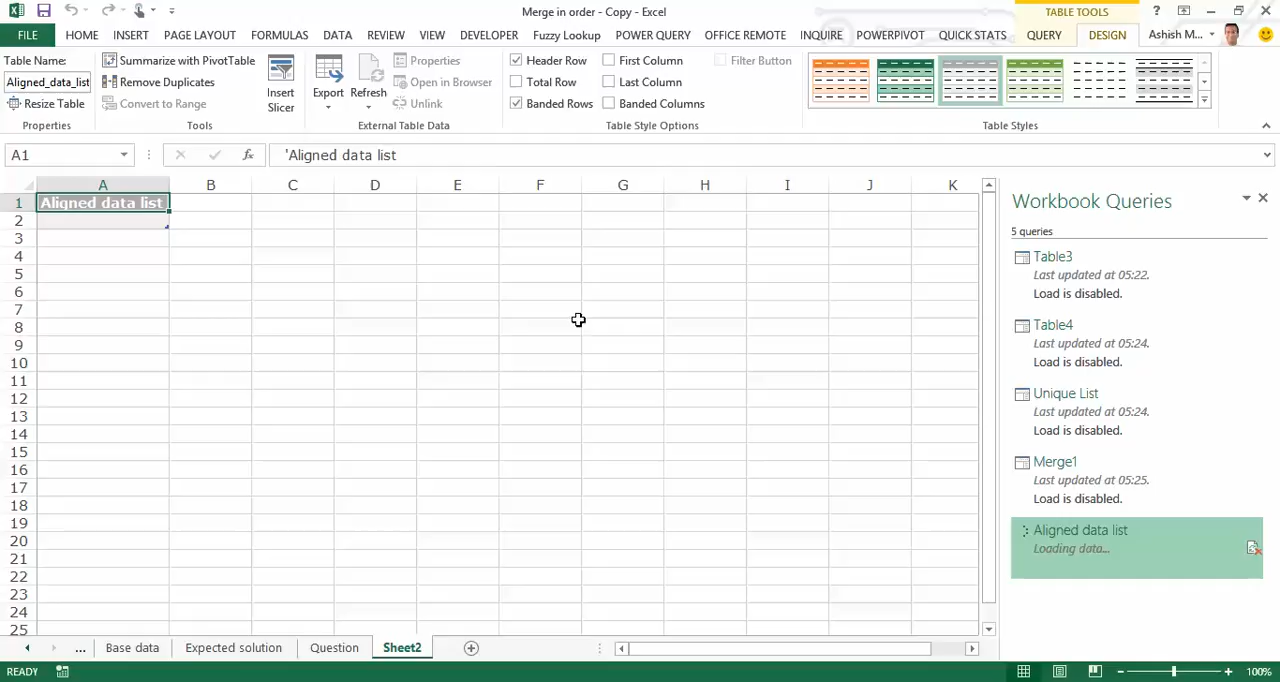 Merge in order - Copy - Excel
TABLE TOOLS
?
FILE HOME INSERT PAGE LAYOUT FORMULAS DATA REVIEW VIEW DEVELOPER Fuzzy Lookup POWER QUERY OFFICE REMOTE INQUIRE POWERPIVOT QUICK STATS QUERY DESIGN Ashish M...
Table Name:
Aligned_data_list
Resize Table
Properties
Summarize with PivotTable
Remove Duplicates
Convert to Range
Insert
Slicer
Tools
Export
Refresh
Properties
Open in Browser
Unlink
External Table Data
Header Row
Total Row
Banded Rows
First Column
Last Column
Banded Columns
Filter Button
Table Style Options
Table Styles
A1
fx
'Aligned data list
A B C D E F G H I J K
1 Aligned data list
2
3
4
5
6
7
8
9
10
11
12
13
14
15
16
17
18
19
20
21
22
23
24
25
Workbook Queries
5 queries
Table3
Last updated at 05:22.
Load is disabled.
Table4
Last updated at 05:24.
Load is disabled.
Unique List
Last updated at 05:24.
Load is disabled.
Merge1
Last updated at 05:25.
Load is disabled.
Aligned data list
Loading data...
... Base data Expected solution Question Sheet2
READY
100%